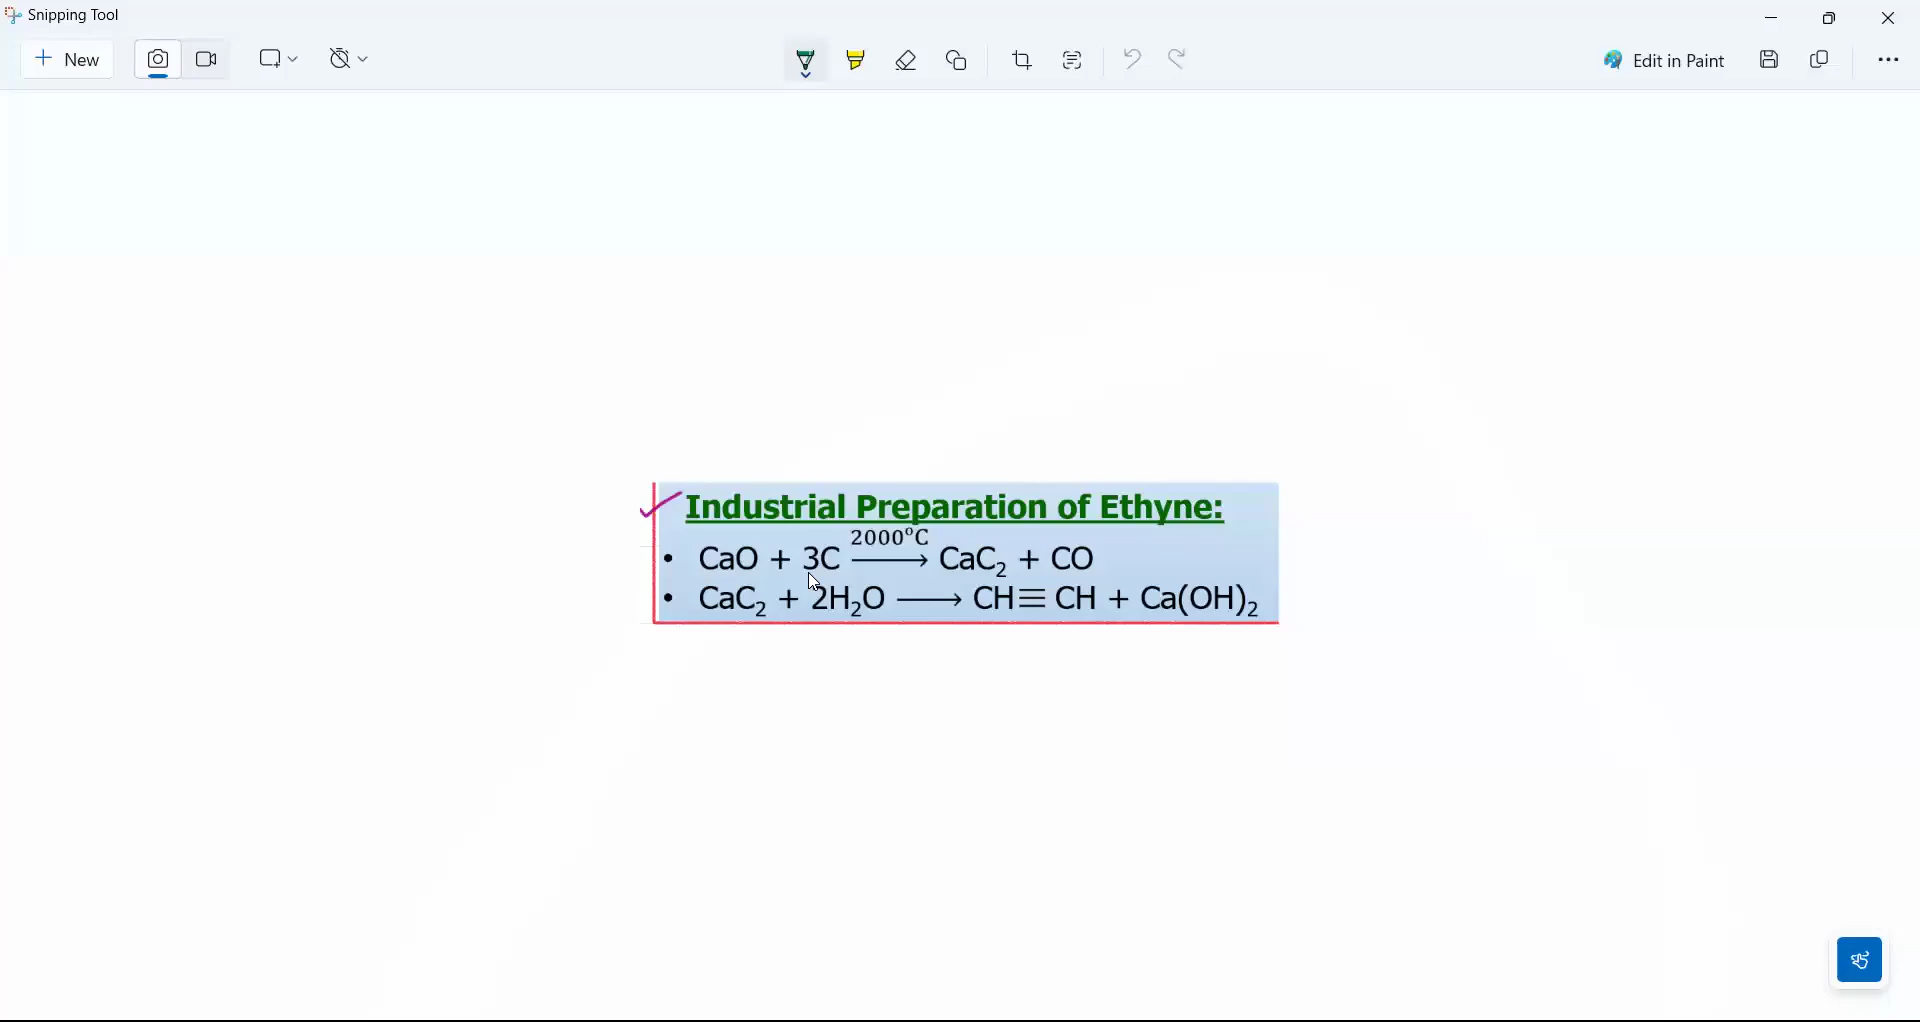 Snipping Tool
New
Edit in Paint
Industrial Preparation of Ethyne:
• CaO + 3C —2000⁰C→ CaC₂ + CO
• CaC₂ + 2H₂O ⟶ CH≡CH + Ca(OH)₂